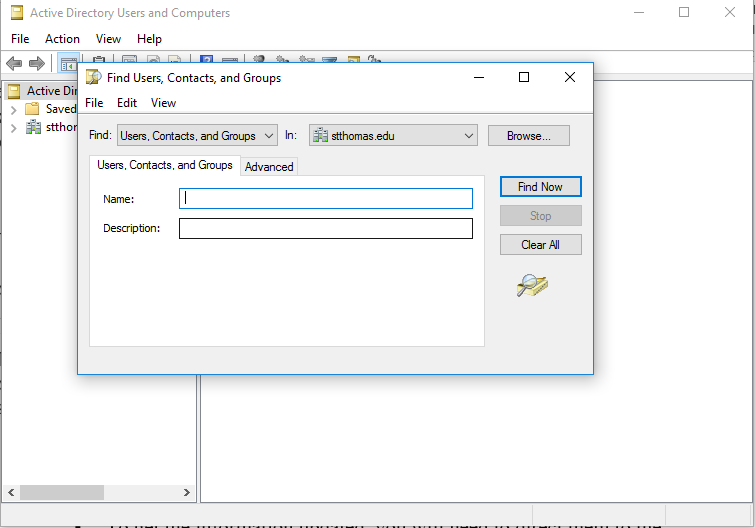 Active Directory Users and Computers
File Action View Help
Active Dir
Saved
stthom
Find Users, Contacts, and Groups
File Edit View
Find: Users, Contacts, and Groups In: stthomas.edu Browse...
Users, Contacts, and Groups Advanced
Name:
Description:
Find Now
Stop
Clear All